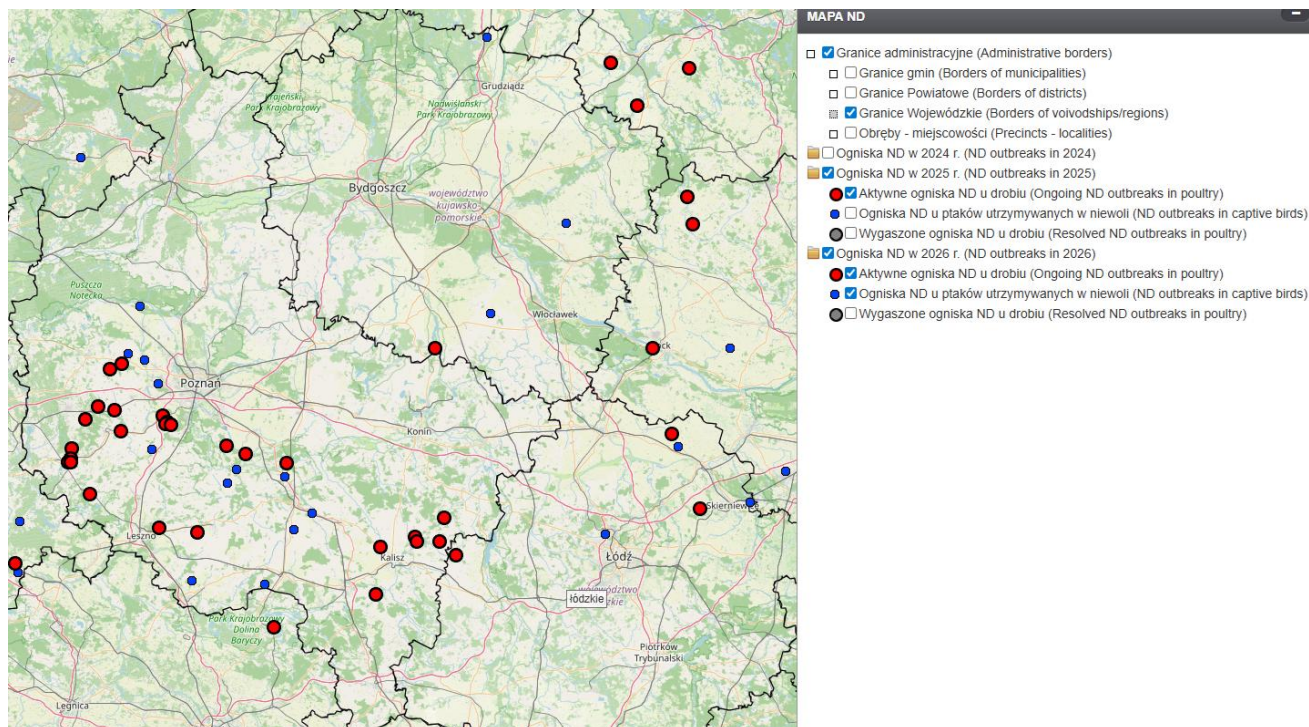 MAPA ND
Granice administracyjne (Administrative borders)
Granice gmin (Borders of municipalities)
Granice Powiatowe (Borders of districts)
Granice Wojewódzkie (Borders of voivodships/regions)
Obręby - miejscowości (Precincts - localities)
Ogniska ND w 2024 r. (ND outbreaks in 2024)
Ogniska ND w 2025 r. (ND outbreaks in 2025)
Aktywne ogniska ND u drobiu (Ongoing ND outbreaks in poultry)
Ogniska ND u ptaków utrzymywanych w niewoli (ND outbreaks in captive birds)
Wygaszone ogniska ND u drobiu (Resolved ND outbreaks in poultry)
Ogniska ND w 2026 r. (ND outbreaks in 2026)
Aktywne ogniska ND u drobiu (Ongoing ND outbreaks in poultry)
Ogniska ND u ptaków utrzymywanych w niewoli (ND outbreaks in captive birds)
Wygaszone ogniska ND u drobiu (Resolved ND outbreaks in poultry)
Grudziądz
Krajeński
Park Krajobrazowy
Nadwiślański
Park Krajobrazowy
Bydgoszcz
województwo
kujawsko-
pomorskie
Puszcza
Notecka
Włocławek
Poznań
Konin
Skierniewice
Leszno
Kalisz
Łódź
łódzkie
Park Krajobrazowy
Dolina
Baryczy
Piotrków
Trybunalski
Legnica